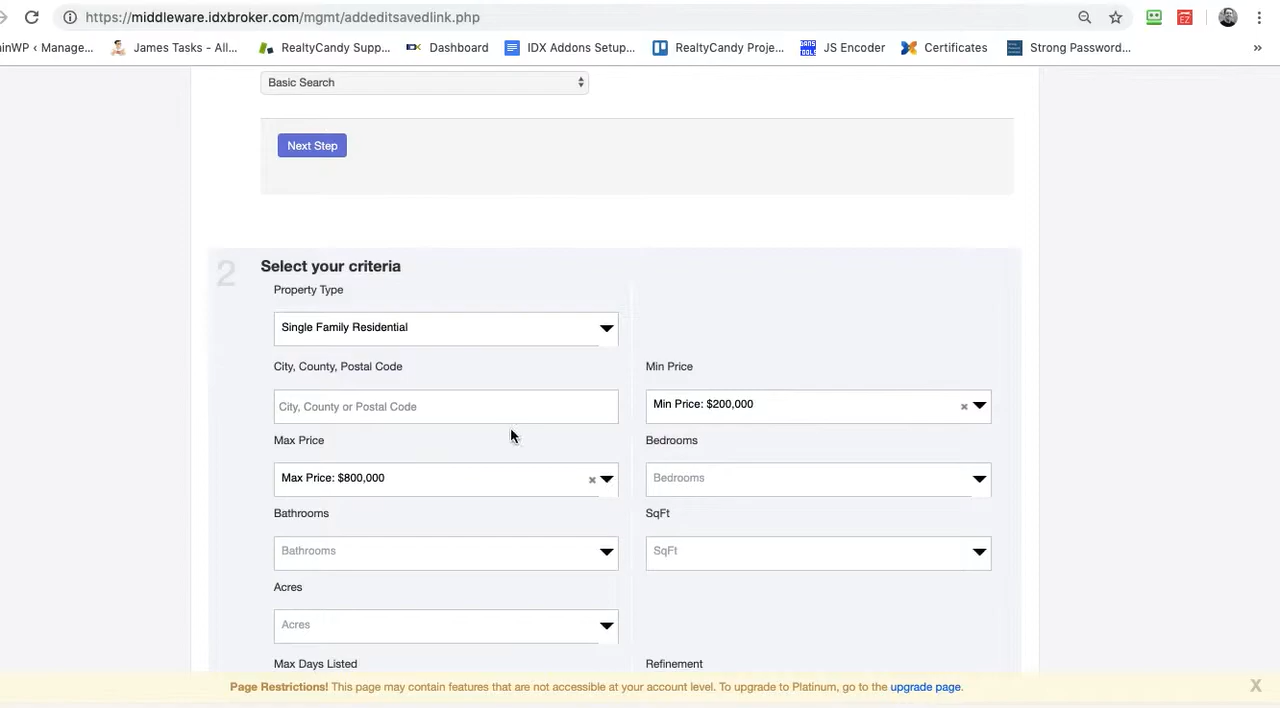 https://middleware.idxbroker.com/mgmt/addeditsavedlink.php
ainWP ‹ Manage... James Tasks - All... RealtyCandy Supp... Dashboard IDX Addons Setup... RealtyCandy Proje... JS Encoder Certificates Strong Password... »
Basic Search
Next Step
2 Select your criteria
Property Type
Single Family Residential
City, County, Postal Code Min Price
City, County or Postal Code Min Price: $200,000 ×
Max Price Bedrooms
Max Price: $800,000 × Bedrooms
Bathrooms SqFt
Bathrooms SqFt
Acres
Acres
Max Days Listed Refinement
Page Restrictions! This page may contain features that are not accessible at your account level. To upgrade to Platinum, go to the upgrade page. X